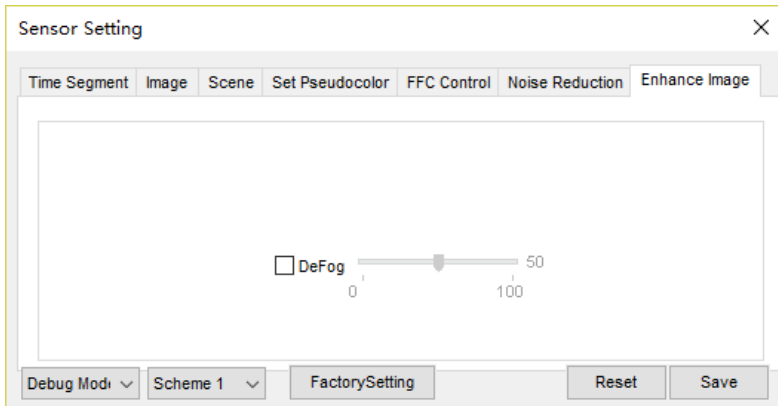 Sensor Setting
Time Segment Image Scene Set Pseudocolor FFC Control Noise Reduction Enhance Image
DeFog 50
0 100
Debug Mode Scheme 1 FactorySetting Reset Save